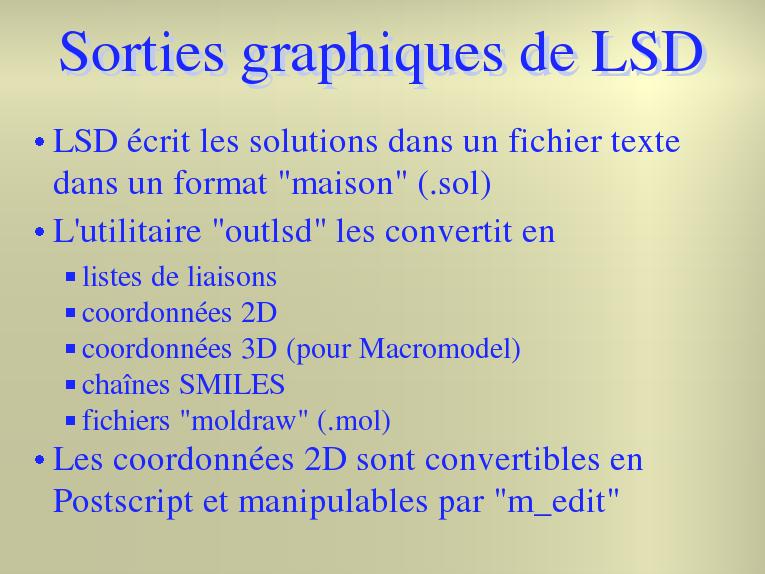 Sorties graphiques de LSD
• LSD écrit les solutions dans un fichier texte
dans un format "maison" (.sol)
• L'utilitaire "outlsd" les convertit en
▪ listes de liaisons
▪ coordonnées 2D
▪ coordonnées 3D (pour Macromodel)
▪ chaînes SMILES
▪ fichiers "moldraw" (.mol)
• Les coordonnées 2D sont convertibles en
Postscript et manipulables par "m_edit"